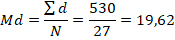 Md = ∑ d / N = 530 / 27 = 19,62